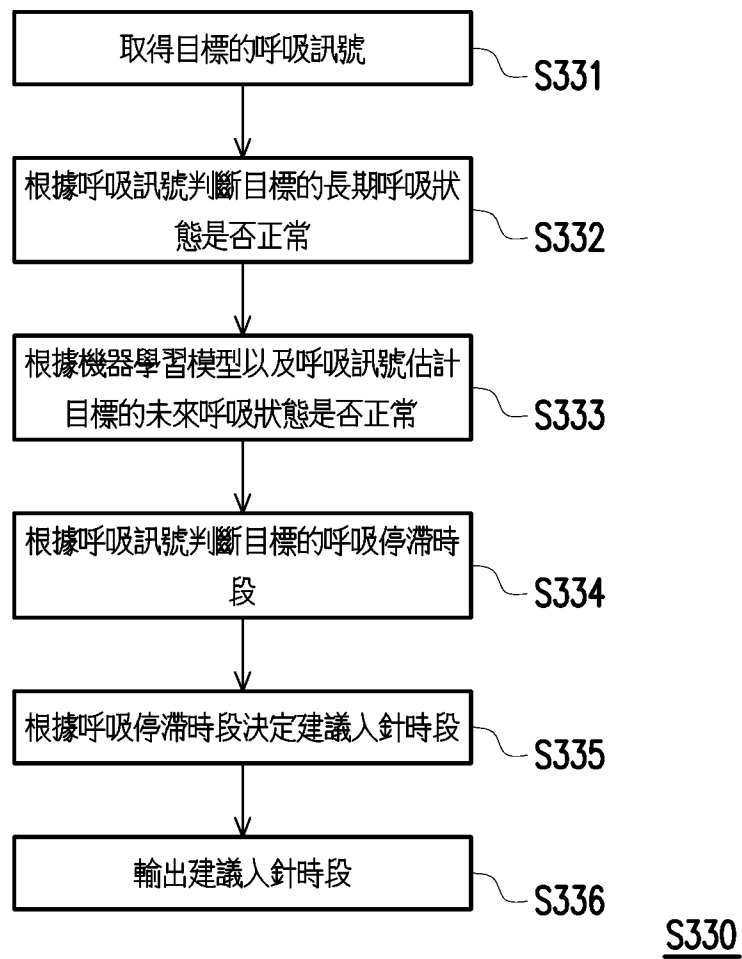 取得目標的呼吸訊號
S331
根據呼吸訊號判斷目標的長期呼吸狀
態是否正常
S332
根據機器學習模型以及呼吸訊號估計
目標的未來呼吸狀態是否正常
S333
根據呼吸訊號判斷目標的呼吸停滯時
段
S334
根據呼吸停滯時段決定建議入針時段
S335
輸出建議入針時段
S336
S330